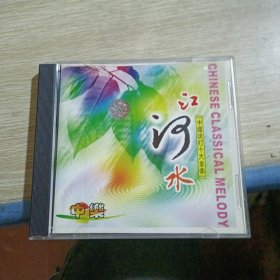 CHINESE CLASSICAL MELODY
江河水
中樂